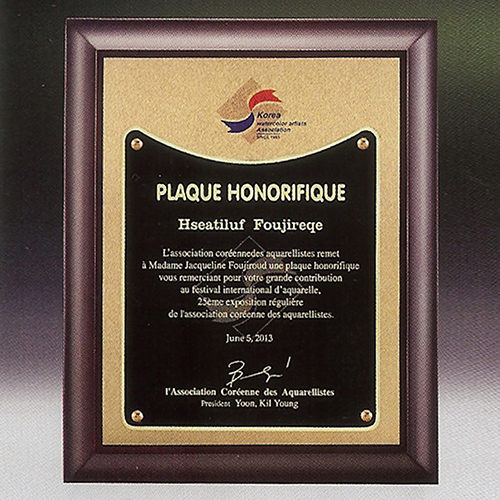 Korea
watercolor artists
Association
SINCE 1983
PLAQUE HONORIFIQUE
Hseatiluf Foujireqe
L'association coréennedes aquarellistes remet
à Madame Jacqueline Foujiroud une plaque honorifique
vous remerciant pour votre grande contribution
au festival international d'aquarelle,
25ème exposition régulière
de l'association coréenne des aquarellistes.
June 5, 2013
l'Association Coréenne des Aquarellistes
President Yoon, Kil Young